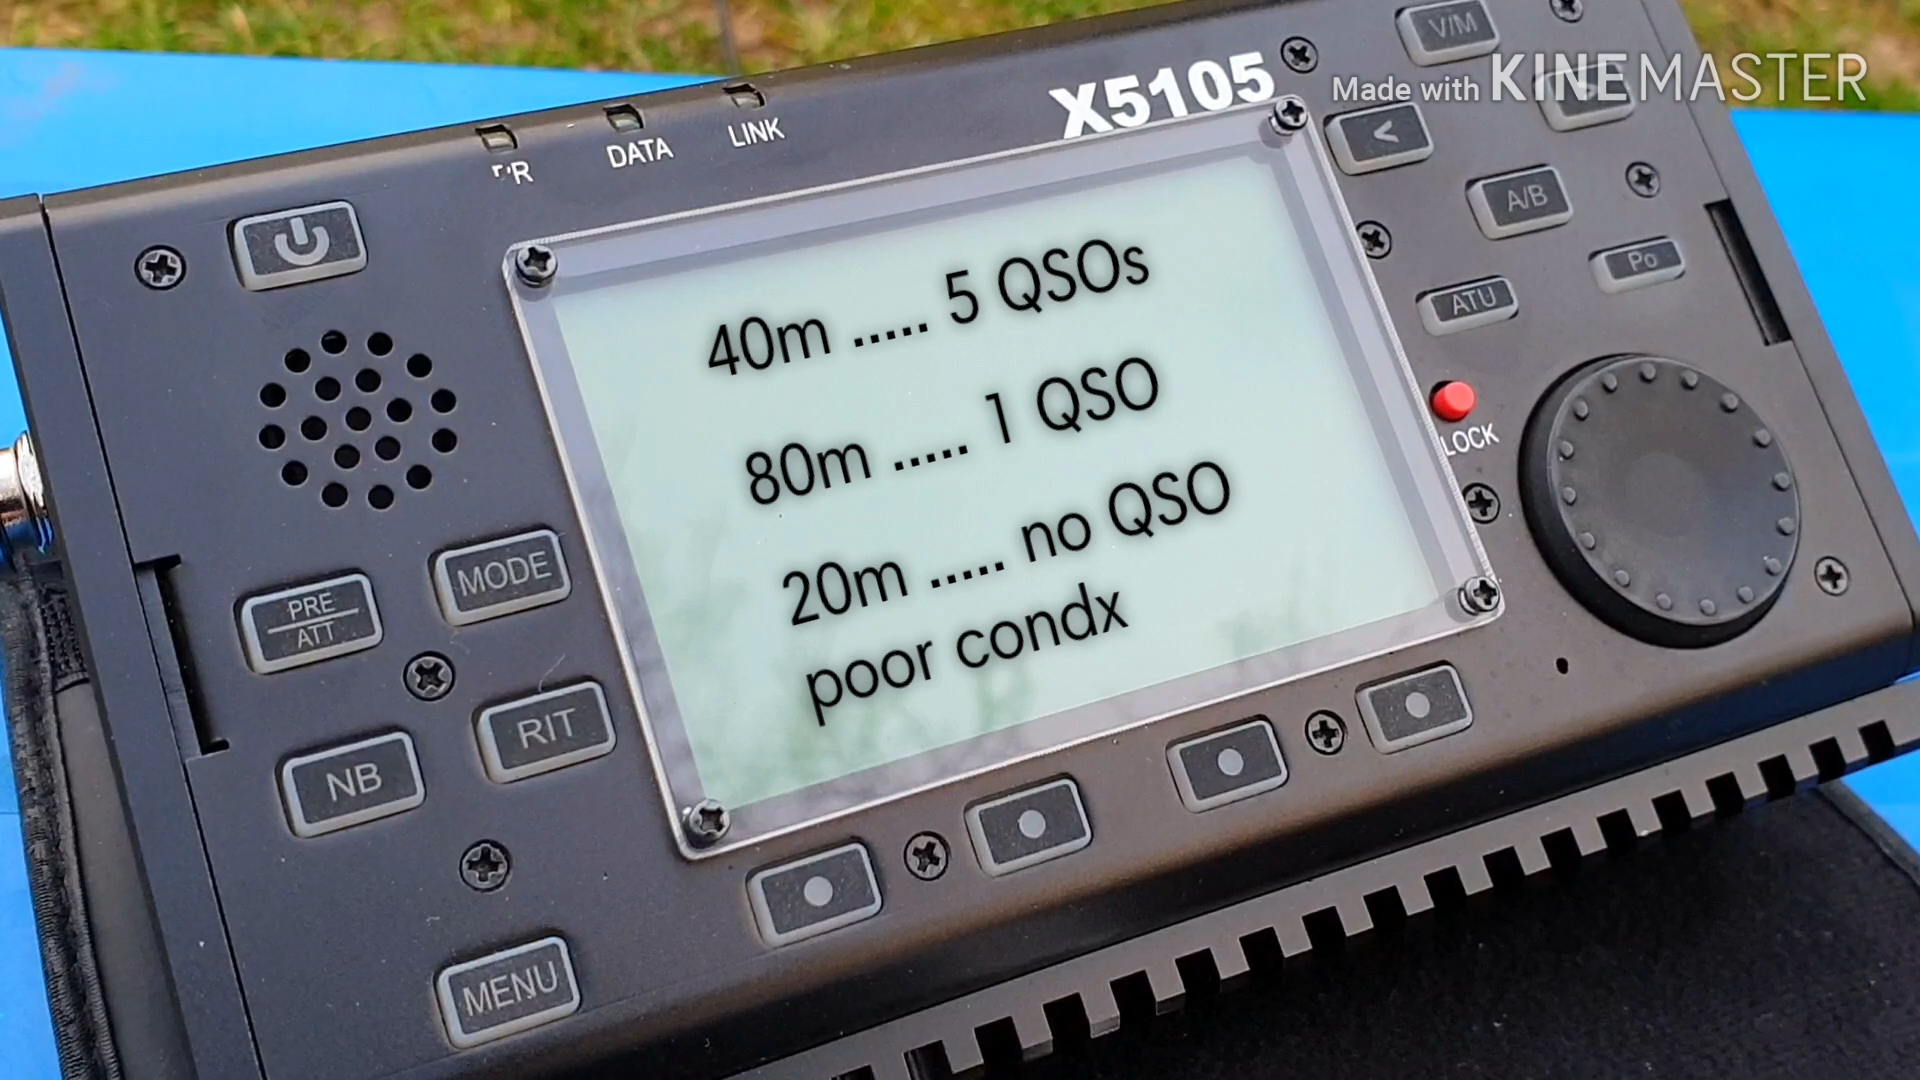 Made with KINEMASTER
V/M
X5105
LINK
DATA
<
A/B
Po
ATU
LOCK
40m ..... 5 QSOs
80m ..... 1 QSO
20m ..... no QSO
poor condx
MODE
PRE
ATT
RIT
NB
MENU